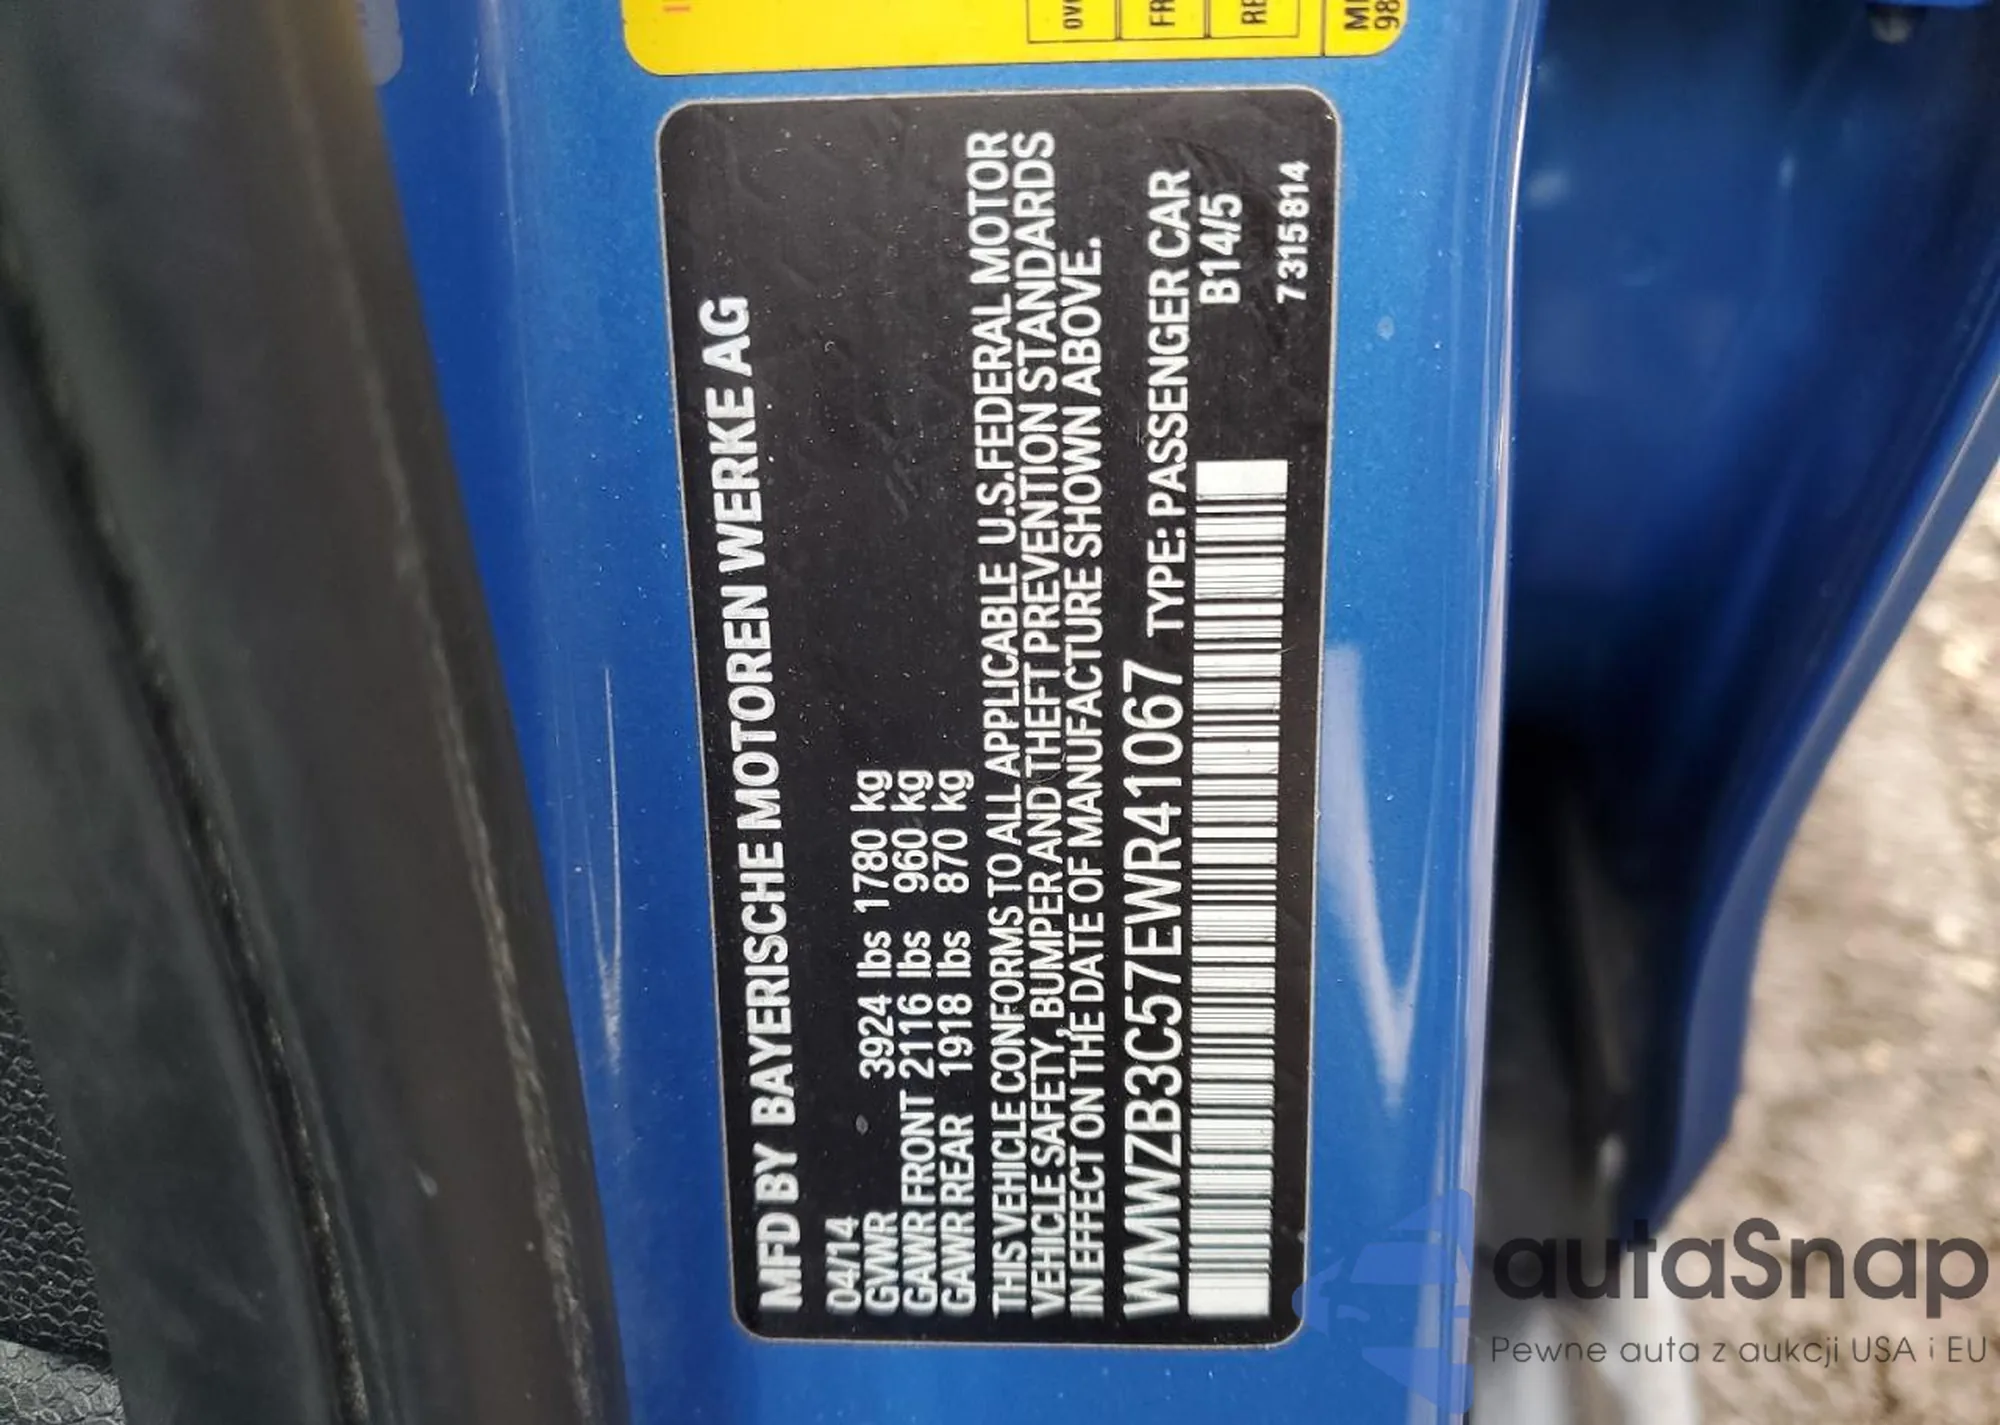 MFD BY BAYERISCHE MOTOREN WERKE AG
04/14
GVWR 3924 lbs 1780 kg
GAWR FRONT 2116 lbs 960 kg
GAWR REAR 1918 lbs 870 kg
THIS VEHICLE CONFORMS TO ALL APPLICABLE U.S. FEDERAL MOTOR
VEHICLE SAFETY, BUMPER AND THEFT PREVENTION STANDARDS
IN EFFECT ON THE DATE OF MANUFACTURE SHOWN ABOVE.
WMWZB3C57EWR41067 TYPE: PASSENGER CAR
B14/5
7315814
autaSnap
Pewne auta z aukcji USA i EU